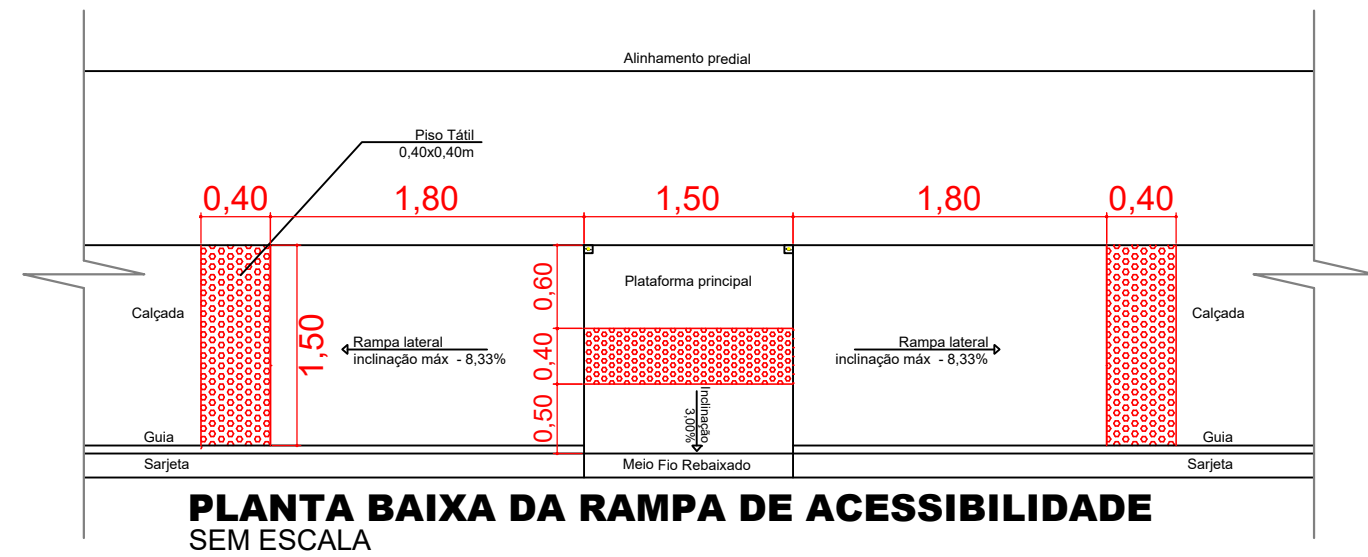 Alinhamento predial
Piso Tátil
0,40x0,40m
0,40
1,80
1,50
1,80
0,40
Plataforma principal
0,60
Calçada
Calçada
1,50
Rampa lateral
inclinação máx - 8,33%
0,40
Rampa lateral
inclinação máx - 8,33%
Inclinação
3,00%
0,50
Guia
Guia
Sarjeta
Meio Fio Rebaixado
Sarjeta
PLANTA BAIXA DA RAMPA DE ACESSIBILIDADE
SEM ESCALA